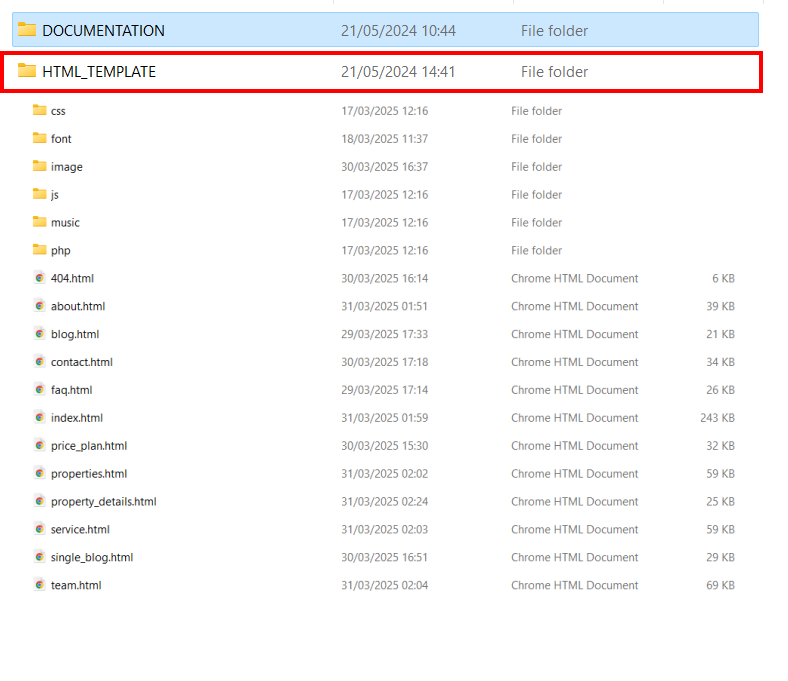 DOCUMENTATION 21/05/2024 10:44 File folder
HTML_TEMPLATE 21/05/2024 14:41 File folder
css 17/03/2025 12:16 File folder
font 18/03/2025 11:37 File folder
image 30/03/2025 16:37 File folder
js 17/03/2025 12:16 File folder
music 17/03/2025 12:16 File folder
php 17/03/2025 12:16 File folder
404.html 30/03/2025 16:14 Chrome HTML Document 6 KB
about.html 31/03/2025 01:51 Chrome HTML Document 39 KB
blog.html 29/03/2025 17:33 Chrome HTML Document 21 KB
contact.html 30/03/2025 17:18 Chrome HTML Document 34 KB
faq.html 29/03/2025 17:14 Chrome HTML Document 26 KB
index.html 31/03/2025 01:59 Chrome HTML Document 243 KB
price_plan.html 30/03/2025 15:30 Chrome HTML Document 32 KB
properties.html 31/03/2025 02:02 Chrome HTML Document 59 KB
property_details.html 31/03/2025 02:24 Chrome HTML Document 25 KB
service.html 31/03/2025 02:03 Chrome HTML Document 59 KB
single_blog.html 30/03/2025 16:51 Chrome HTML Document 29 KB
team.html 31/03/2025 02:04 Chrome HTML Document 69 KB